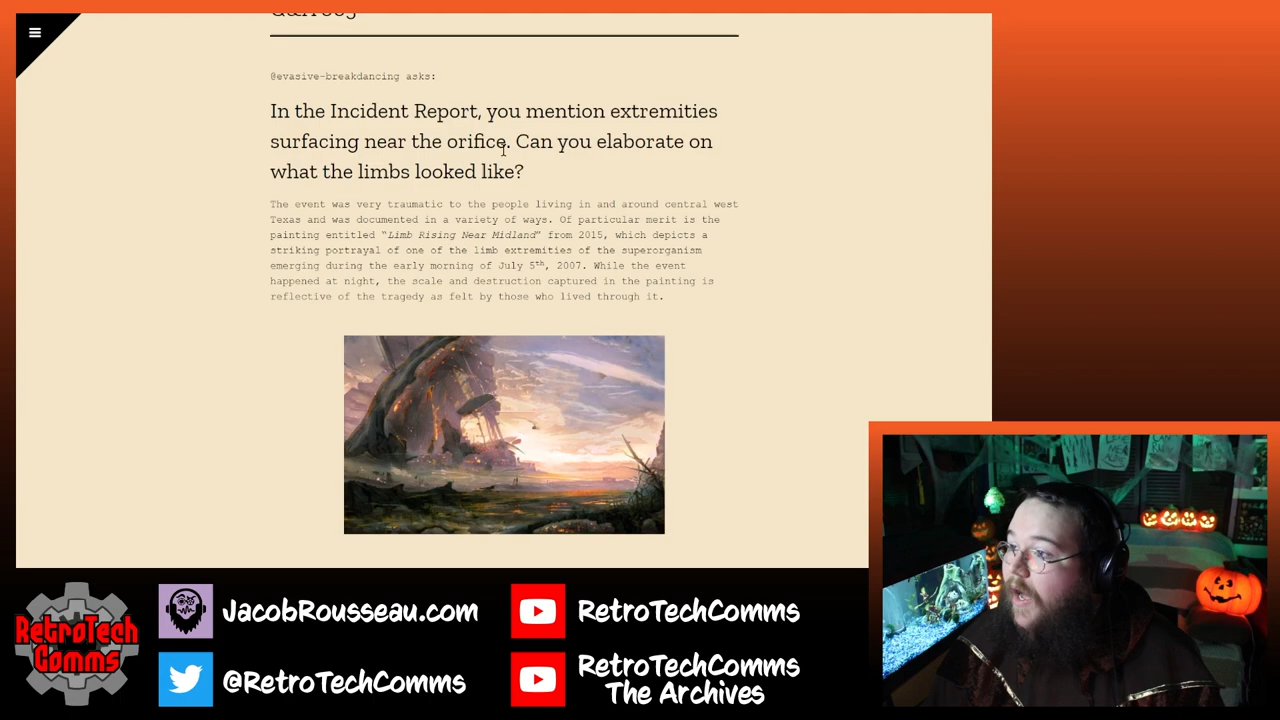 @evasive-breakdancing asks:
In the Incident Report, you mention extremities
surfacing near the orifice. Can you elaborate on
what the limbs looked like?
The event was very traumatic to the people living in and around central west
Texas and was documented in a variety of ways. Of particular merit is the
painting entitled “Limb Rising Near Midland” from 2015, which depicts a
striking portrayal of one of the limb extremities of the superorganism
emerging during the early morning of July 5th, 2007. While the event
happened at night, the scale and destruction captured in the painting is
reflective of the tragedy as felt by those who lived through it.
RetroTech
Comms
JacobRousseau.com
@RetroTechComms
RetroTechComms
RetroTechComms
The Archives